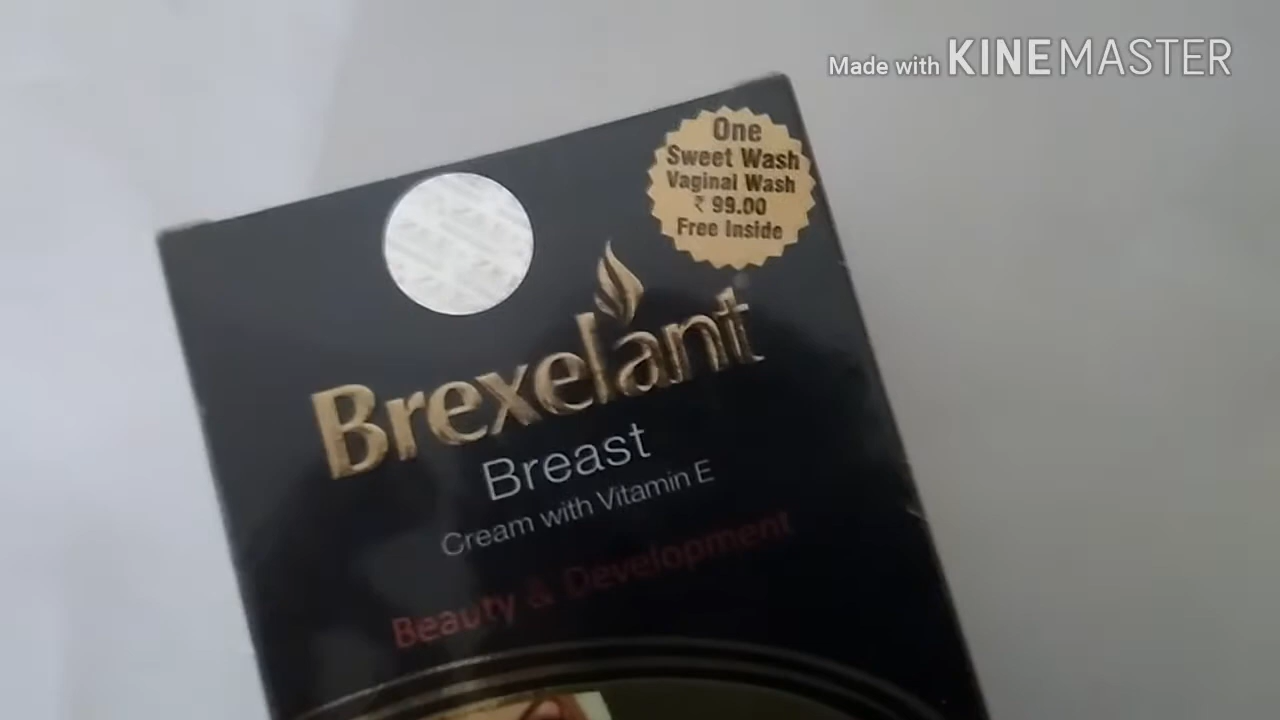 Made with KINEMASTER
One
Sweet Wash
Vaginal Wash
₹ 99.00
Free Inside
Brexelant
Breast
Cream with Vitamin E
Beauty & Development